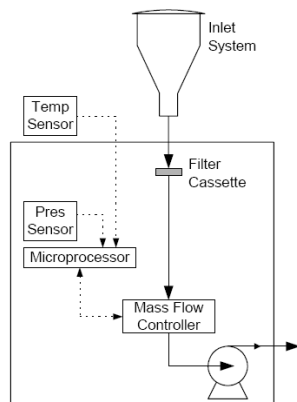 Inlet
System
Temp
Sensor
Filter
Cassette
Pres
Sensor
Microprocessor
Mass Flow
Controller